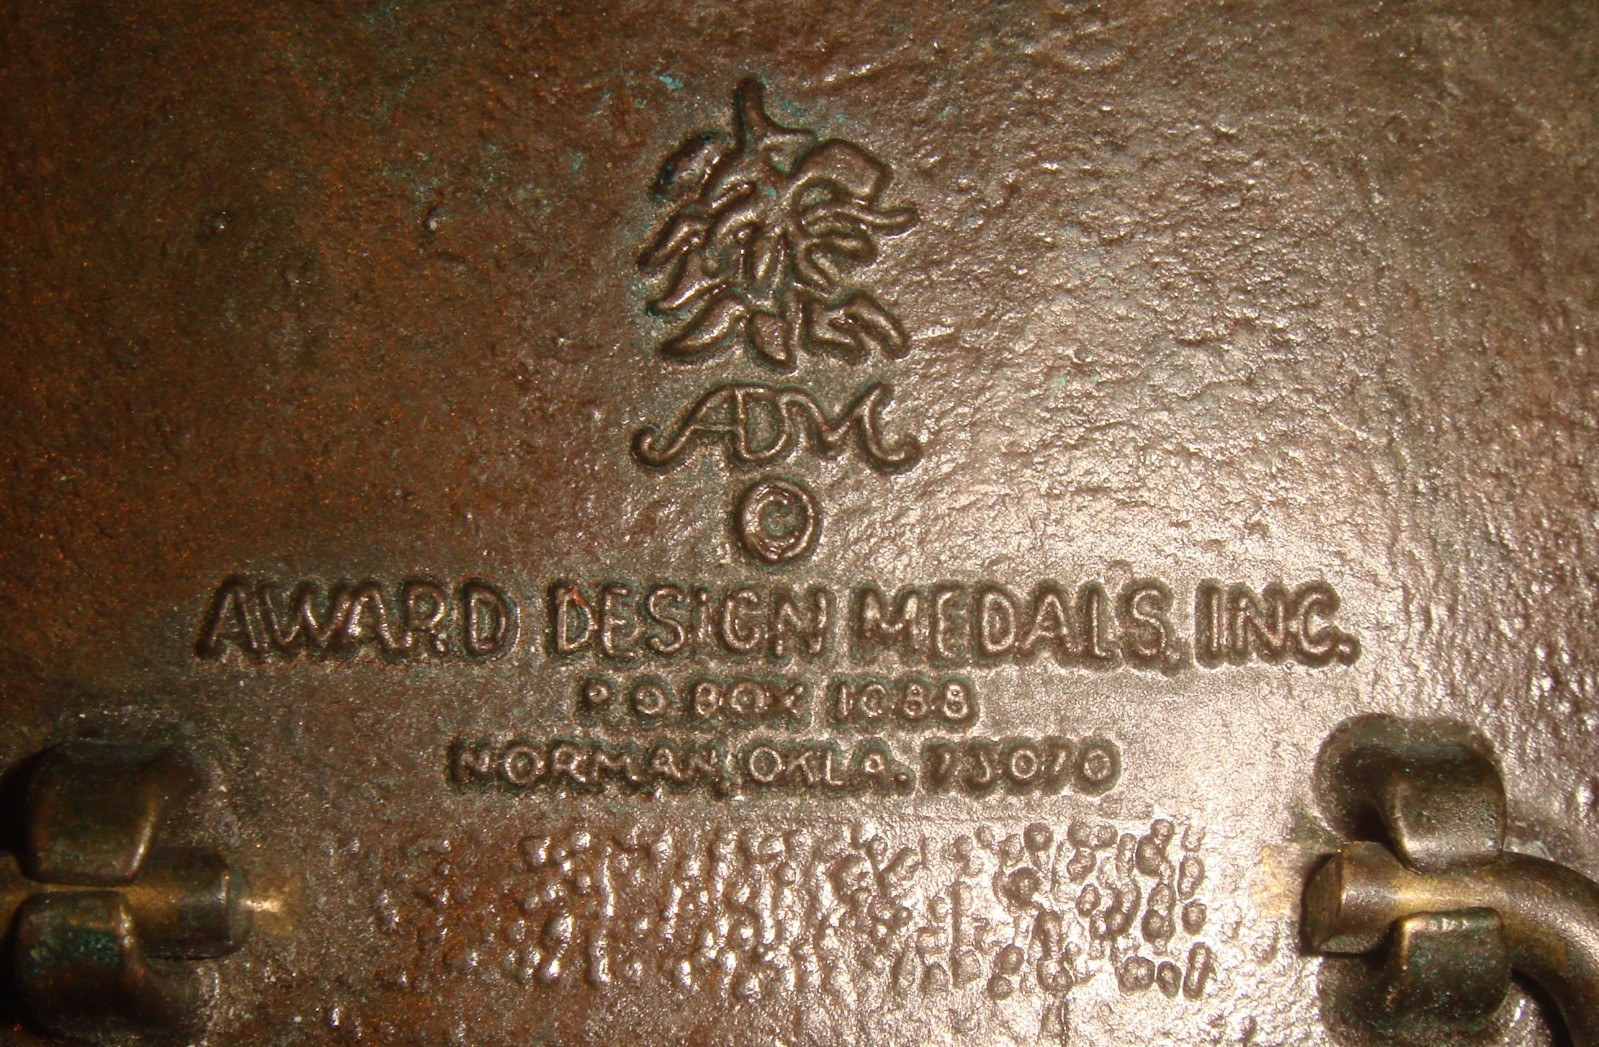 ADM
©
AWARD DESIGN MEDALS, INC.
P O BOX 1088
NORMAN, OKLA. 73070